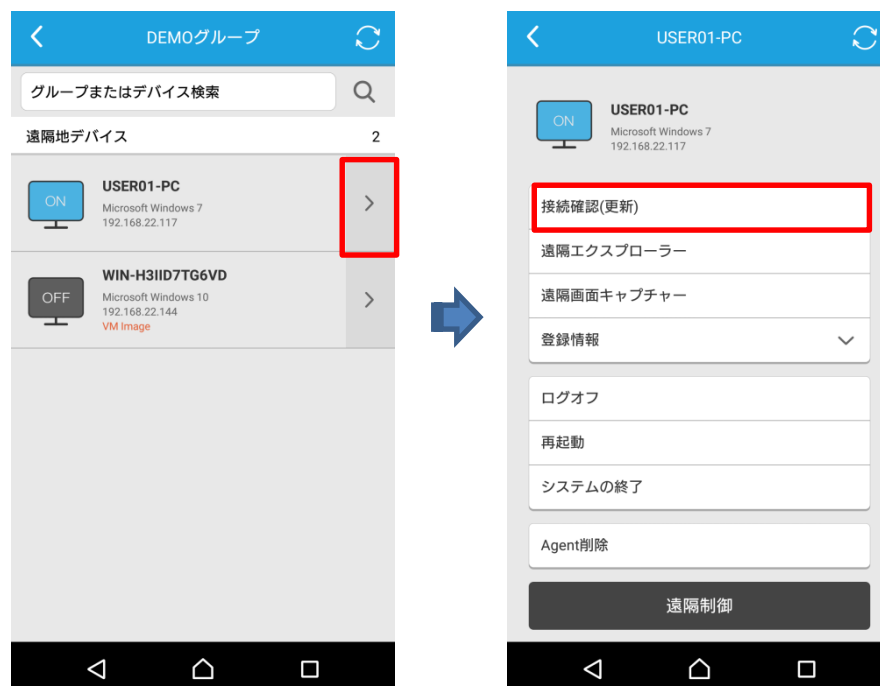 DEMOグループ
グループまたはデバイス検索
遠隔地デバイス 2
ON
USER01-PC
Microsoft Windows 7
192.168.22.117
OFF
WIN-H3IID7TG6VD
Microsoft Windows 10
192.168.22.144
VM Image
USER01-PC
ON
USER01-PC
Microsoft Windows 7
192.168.22.117
接続確認(更新)
遠隔エクスプローラー
遠隔画面キャプチャー
登録情報
ログオフ
再起動
システムの終了
Agent削除
遠隔制御